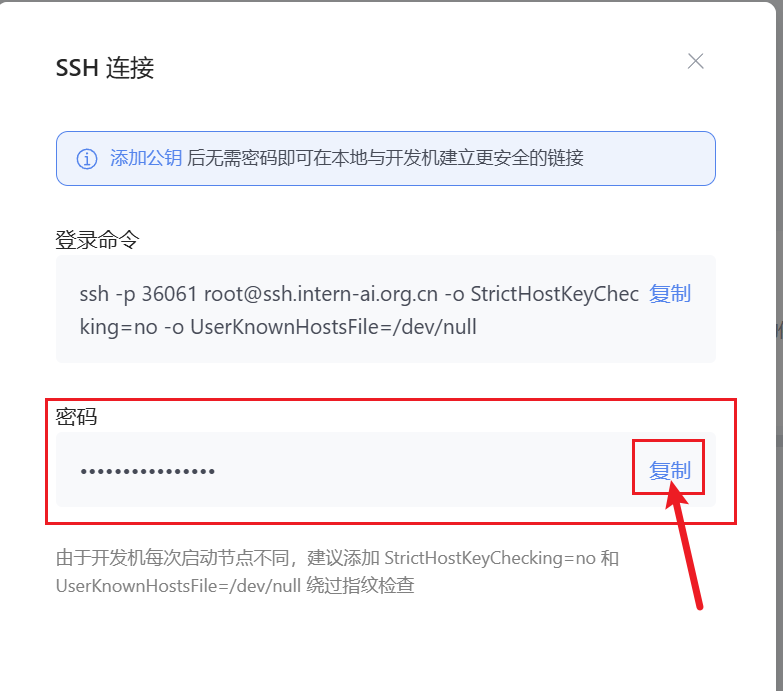 SSH 连接
添加公钥 后无需密码即可在本地与开发机建立更安全的链接
登录命令
ssh -p 36061 root@ssh.intern-ai.org.cn -o StrictHostKeyChec 复制
king=no -o UserKnownHostsFile=/dev/null
密码
•••••••••••••••• 复制
由于开发机每次启动节点不同，建议添加 StrictHostKeyChecking=no 和
UserKnownHostsFile=/dev/null 绕过指纹检查